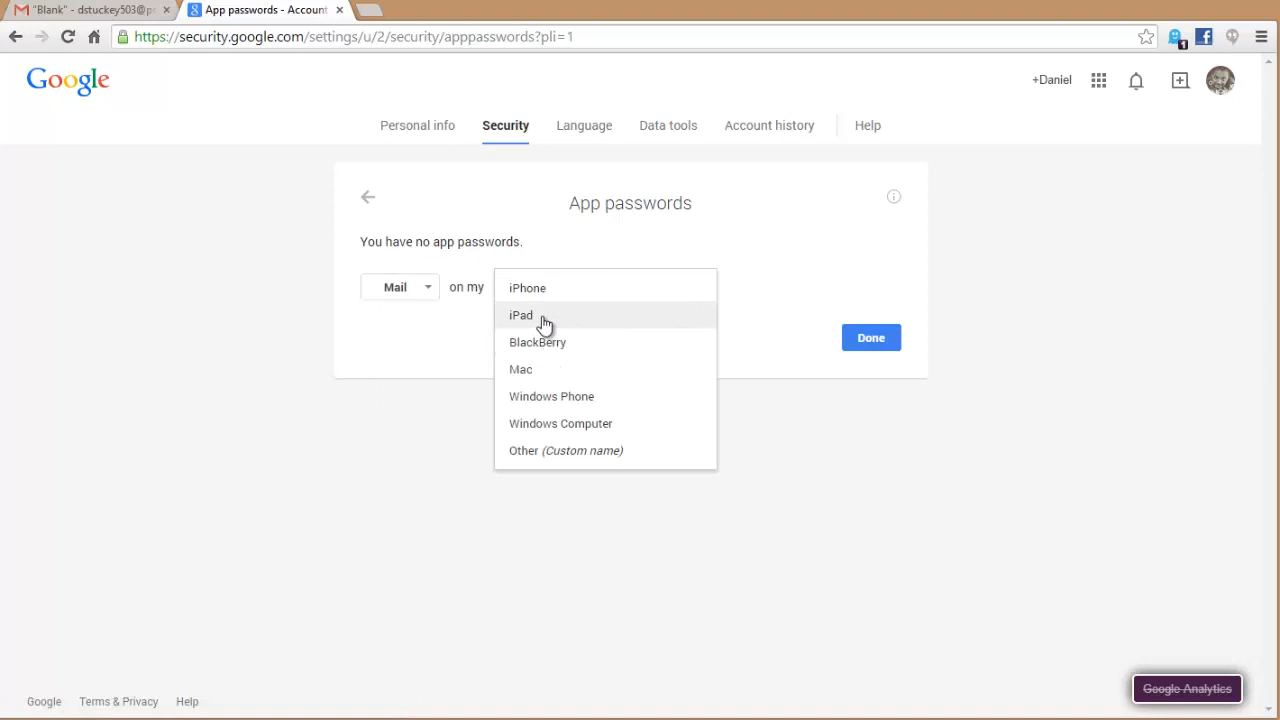 "Blank" - dstuckey503@p
App passwords - Account
https://security.google.com/settings/u/2/security/apppasswords?pli=1
1
Google
+Daniel
Personal info
Security
Language
Data tools
Account history
Help
App passwords
You have no app passwords.
Mail
on my
iPhone
iPad
BlackBerry
Mac
Windows Phone
Windows Computer
Other (Custom name)
Done
Google
Terms & Privacy
Help
Google Analytics